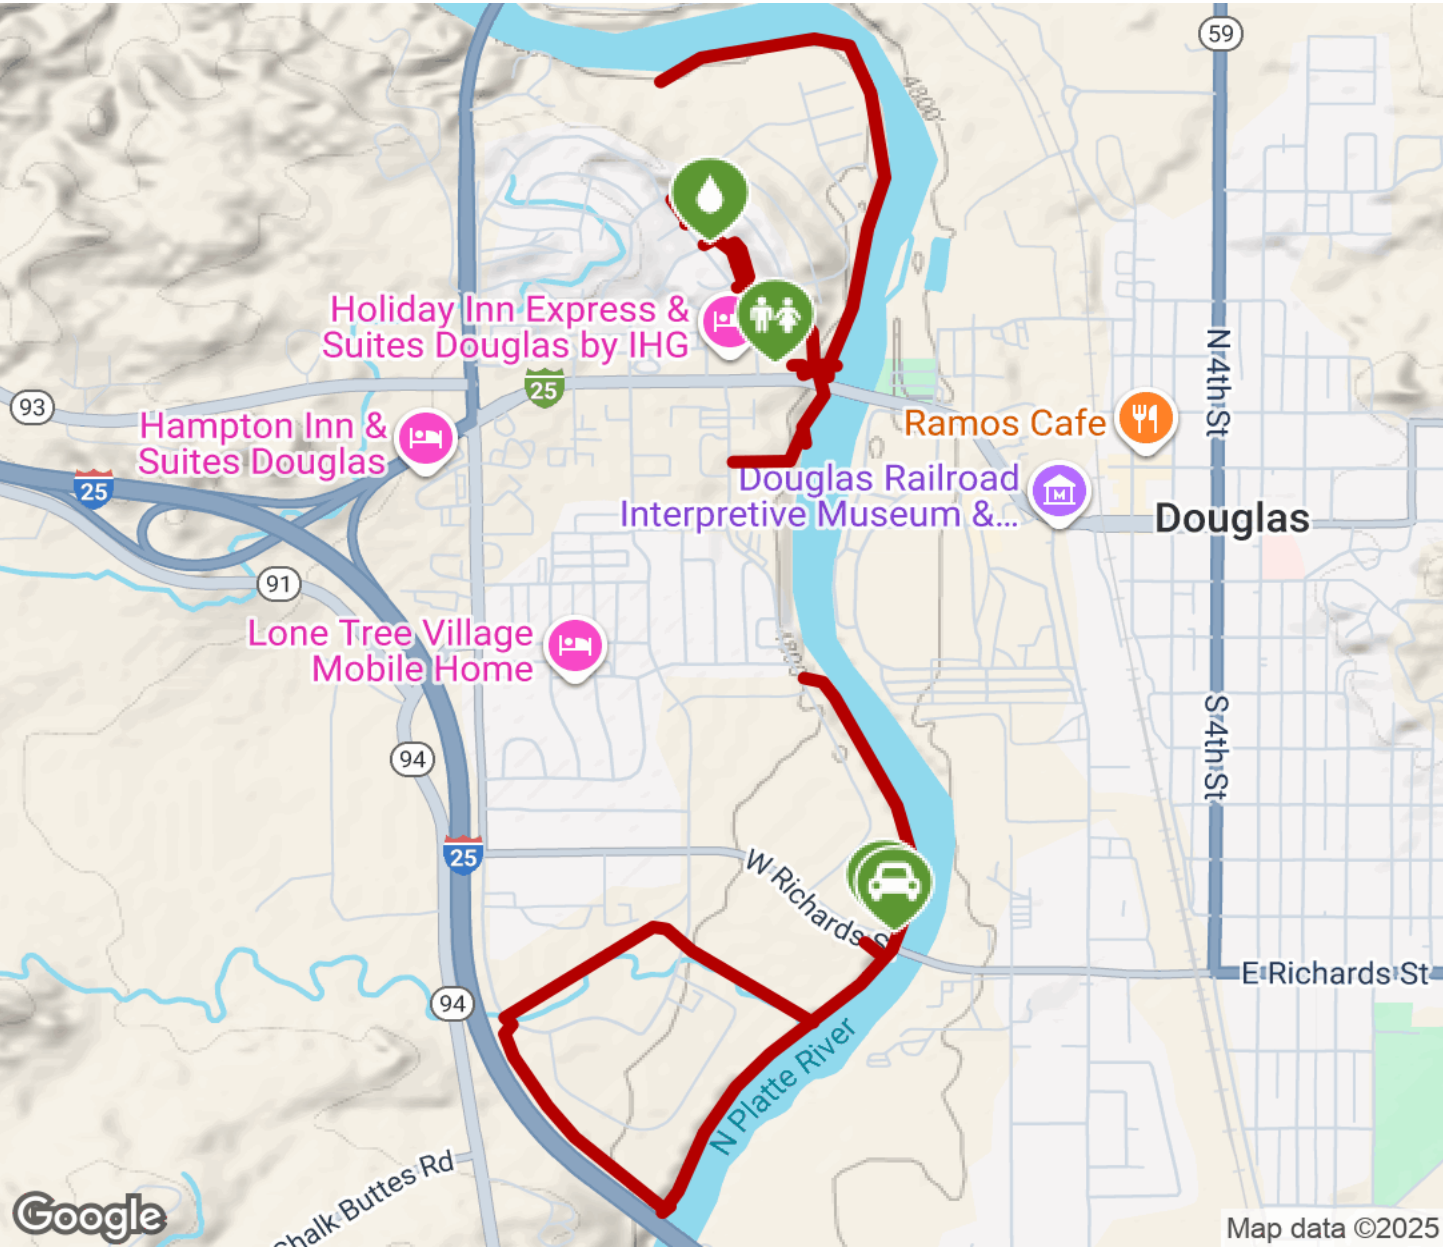 59
4800'
Holiday Inn Express &
Suites Douglas by IHG
N 4th St
25
93
Hampton Inn &
Suites Douglas
Ramos Cafe
25
Douglas Railroad
Interpretive Museum &...
Douglas
91
Lone Tree Village
Mobile Home
S 4th St
94
25
W Richards S
E Richards St
94
N Platte River
Chalk Buttes Rd
Google
Map data ©2025